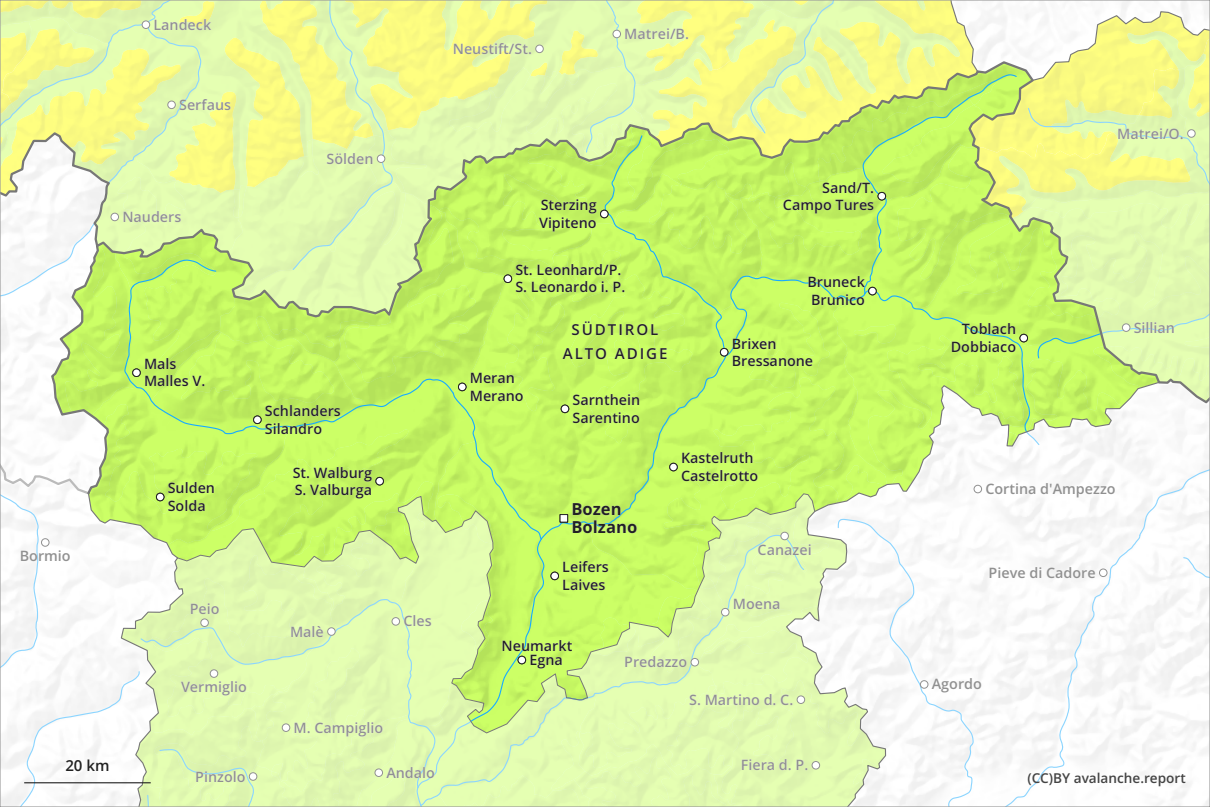 Landeck
Neustift/St.
Matrei/B.
Serfaus
Matrei/O.
Sölden
Nauders
Sand/T.
Campo Tures
Sterzing
Vipiteno
St. Leonhard/P.
S. Leonardo i. P.
Bruneck
Brunico
SÜDTIROL
ALTO ADIGE
Toblach
Dobbiaco
Sillian
Brixen
Bressanone
Mals
Malles V.
Meran
Merano
Schlanders
Silandro
Sarnthein
Sarentino
Kastelruth
Castelrotto
St. Walburg
S. Valburga
Sulden
Solda
Cortina d'Ampezzo
Bozen
Bolzano
Bormio
Canazei
Leifers
Laives
Pieve di Cadore
Peio
Moena
Malè
Cles
Neumarkt
Egna
Predazzo
Vermiglio
Agordo
S. Martino d. C.
M. Campiglio
20 km
Pinzolo
Andalo
Fiera d. P.
(CC)BY avalanche.report